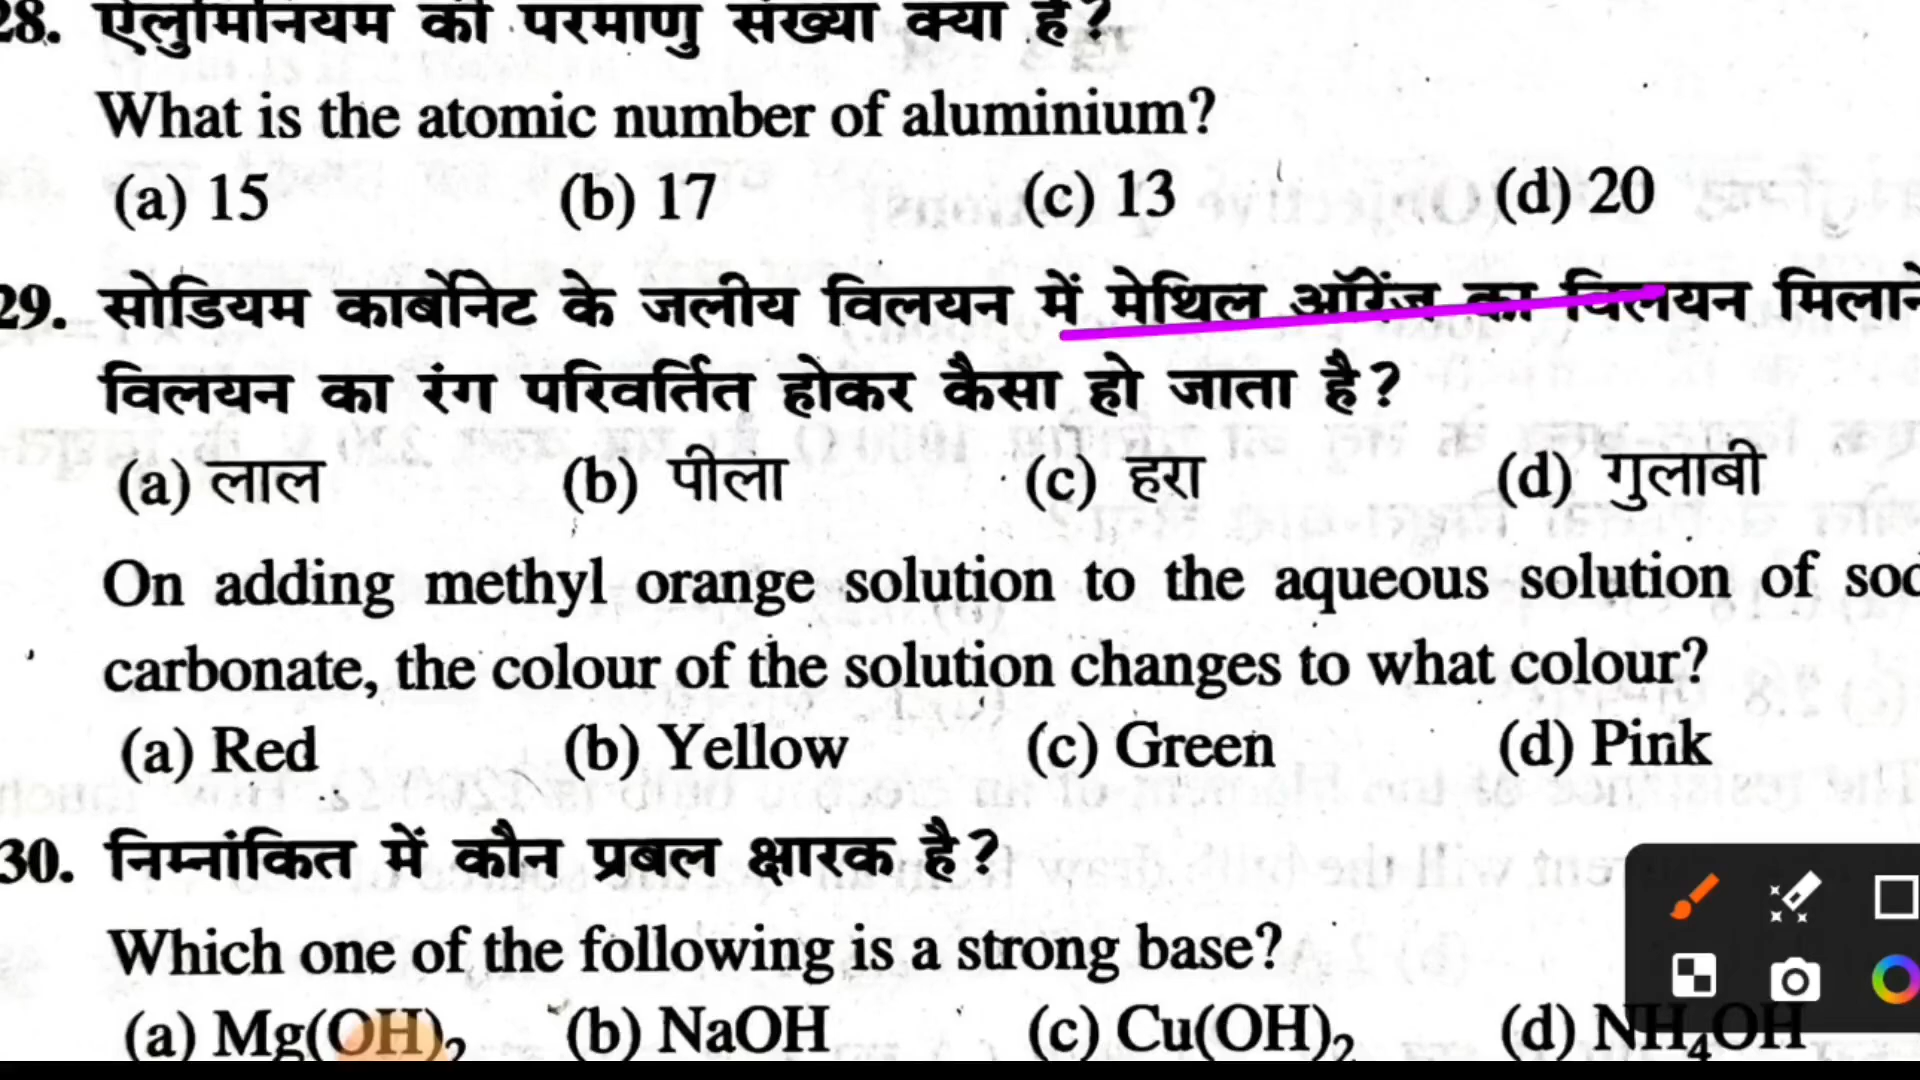 28. ऐलुमिनियम की परमाणु संख्या क्या है?
What is the atomic number of aluminium?
(a) 15 (b) 17 (c) 13 (d) 20
29. सोडियम कार्बोनेट के जलीय विलयन में मेथिल ऑरेंज का विलयन मिलाने
विलयन का रंग परिवर्तित होकर कैसा हो जाता है?
(a) लाल (b) पीला (c) हरा (d) गुलाबी
On adding methyl orange solution to the aqueous solution of
carbonate, the colour of the solution changes to what colour?
(a) Red (b) Yellow (c) Green (d) Pink
30. निम्नांकित में कौन प्रबल क्षारक है?
Which one of the following is a strong base?
(a) Mg(OH)₂ (b) NaOH (c) Cu(OH)₂ (d) NH₄OH